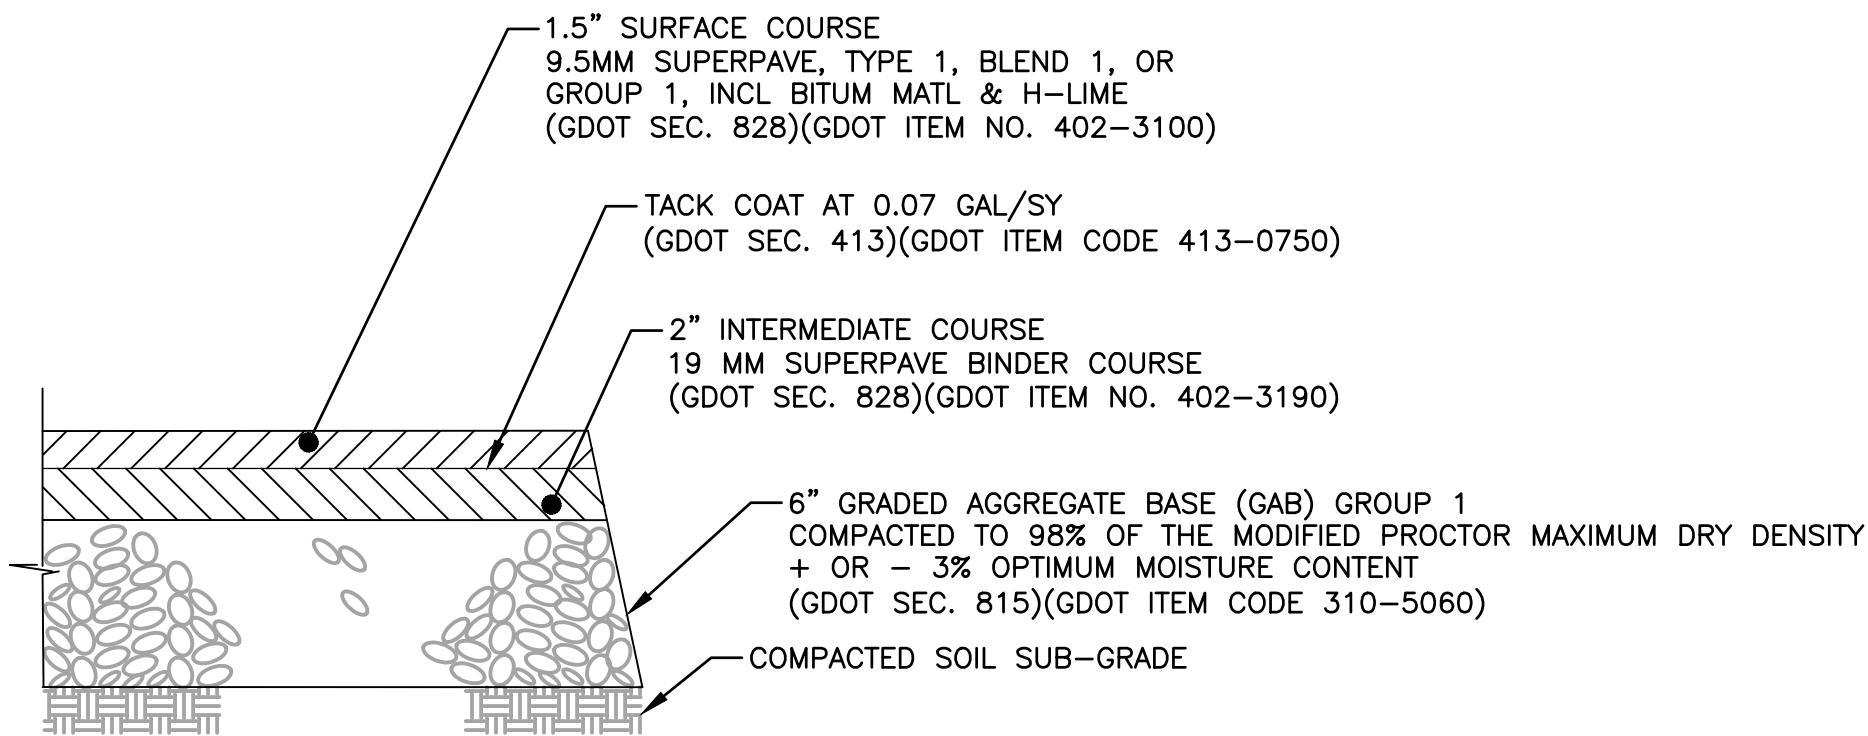 1.5” SURFACE COURSE
9.5MM SUPERPAVE, TYPE 1, BLEND 1, OR
GROUP 1, INCL BITUM MATL & H-LIME
(GDOT SEC. 828)(GDOT ITEM NO. 402-3100)
TACK COAT AT 0.07 GAL/SY
(GDOT SEC. 413)(GDOT ITEM CODE 413-0750)
2” INTERMEDIATE COURSE
19 MM SUPERPAVE BINDER COURSE
(GDOT SEC. 828)(GDOT ITEM NO. 402-3190)
6” GRADED AGGREGATE BASE (GAB) GROUP 1
COMPACTED TO 98% OF THE MODIFIED PROCTOR MAXIMUM DRY DENSITY
+ OR - 3% OPTIMUM MOISTURE CONTENT
(GDOT SEC. 815)(GDOT ITEM CODE 310-5060)
COMPACTED SOIL SUB-GRADE